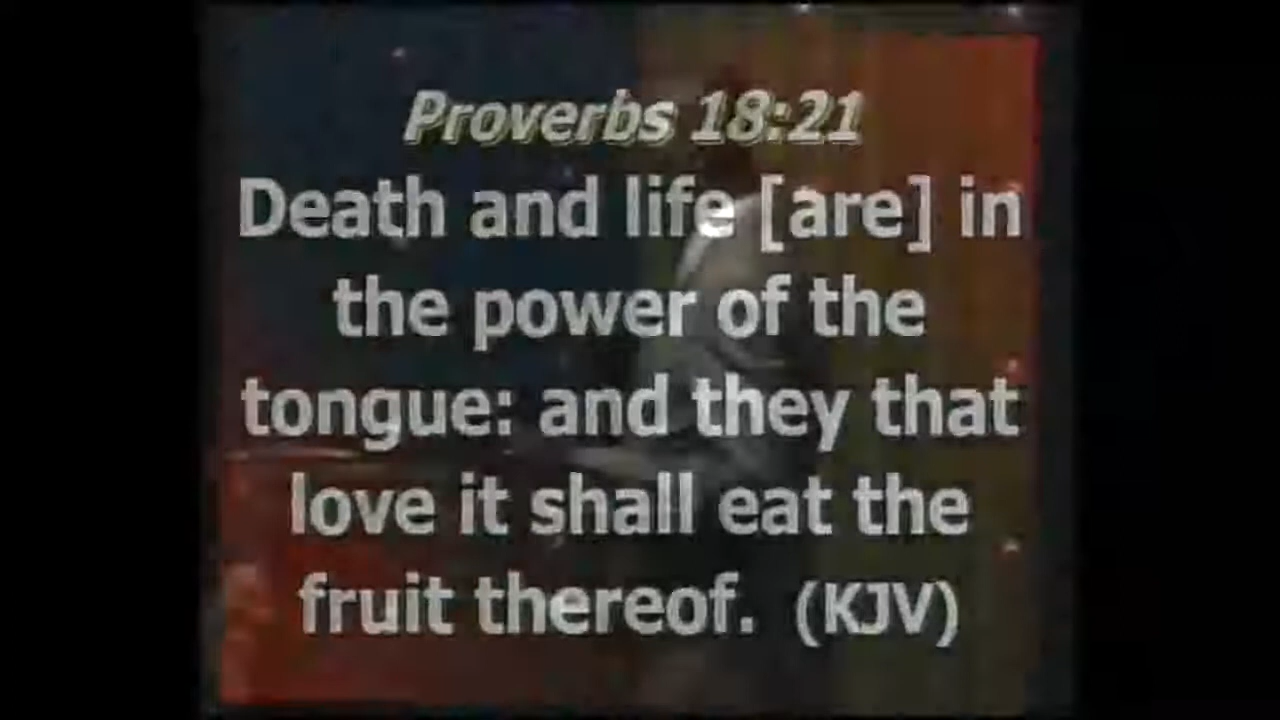 Proverbs 18:21
Death and life [are] in
the power of the
tongue: and they that
love it shall eat the
fruit thereof. (KJV)